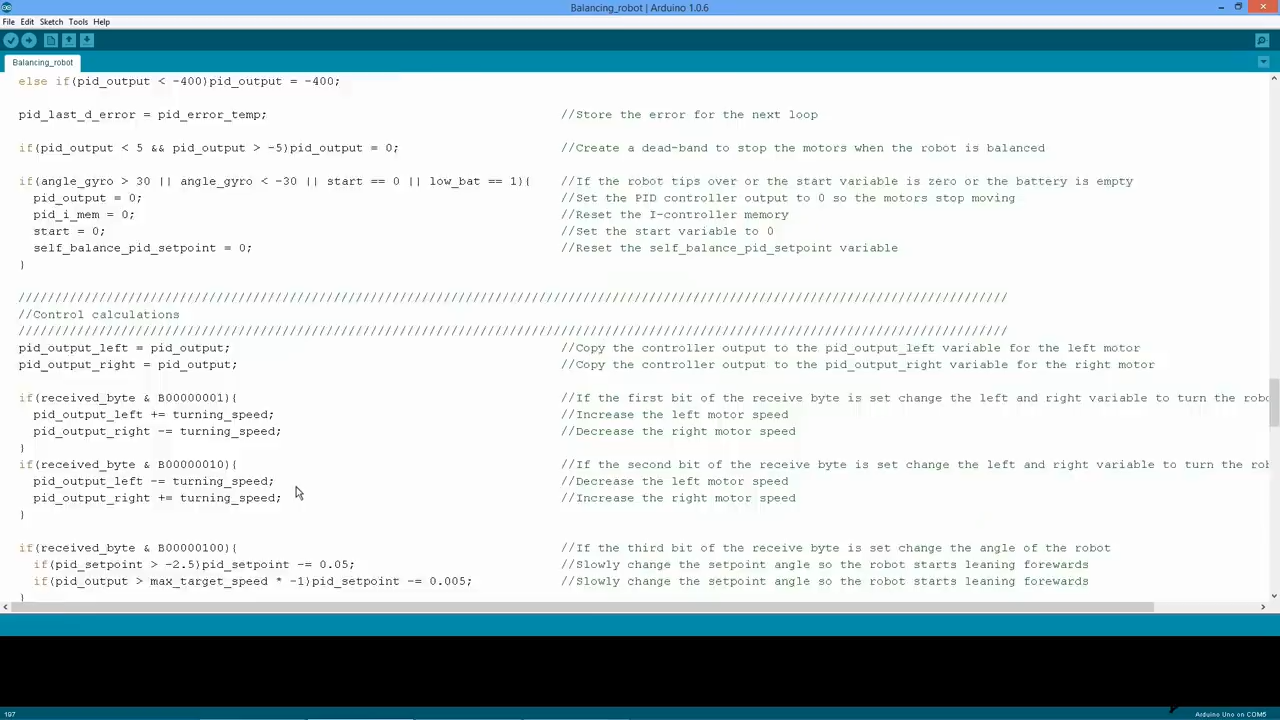 Balancing_robot | Arduino 1.0.6
File Edit Sketch Tools Help
Balancing_robot
else if(pid_output < -400)pid_output = -400;
pid_last_d_error = pid_error_temp; //Store the error for the next loop
if(pid_output < 5 && pid_output > -5)pid_output = 0; //Create a dead-band to stop the motors when the robot is balanced
if(angle_gyro > 30 || angle_gyro < -30 || start == 0 || low_bat == 1){ //If the robot tips over or the start variable is zero or the battery is empty
pid_output = 0; //Set the PID controller output to 0 so the motors stop moving
pid_i_mem = 0; //Reset the I-controller memory
start = 0; //Set the start variable to 0
self_balance_pid_setpoint = 0; //Reset the self_balance_pid_setpoint variable
}
///////////////////////////////////////////////////////////////////////////////////////////////////////////////////////////////////////
//Control calculations
///////////////////////////////////////////////////////////////////////////////////////////////////////////////////////////////////////
pid_output_left = pid_output; //Copy the controller output to the pid_output_left variable for the left motor
pid_output_right = pid_output; //Copy the controller output to the pid_output_right variable for the right motor
if(received_byte & B00000001){ //If the first bit of the receive byte is set change the left and right variable to turn the robo
pid_output_left += turning_speed; //Increase the left motor speed
pid_output_right -= turning_speed; //Decrease the right motor speed
}
if(received_byte & B00000010){ //If the second bit of the receive byte is set change the left and right variable to turn the rob
pid_output_left -= turning_speed; //Decrease the left motor speed
pid_output_right += turning_speed; //Increase the right motor speed
}
if(received_byte & B00000100){ //If the third bit of the receive byte is set change the angle of the robot
if(pid_setpoint > -2.5)pid_setpoint -= 0.05; //Slowly change the setpoint angle so the robot starts leaning forewards
if(pid_output > max_target_speed * -1)pid_setpoint -= 0.005; //Slowly change the setpoint angle so the robot starts leaning forewards
}
197 Arduino Uno on COM5